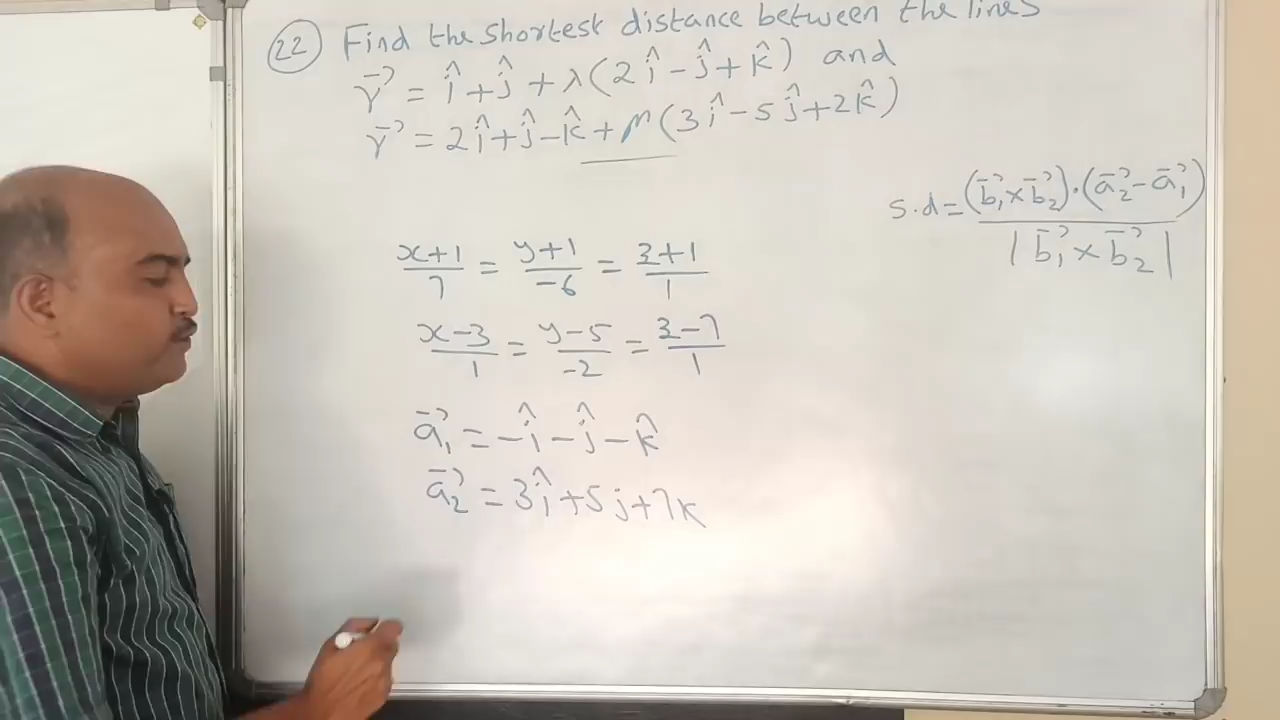 22 Find the shortest distance between the lines
r⃗ = î + ĵ + λ(2î - ĵ + k̂) and
r⃗ = 2î + ĵ - k̂ + μ(3î - 5ĵ + 2k̂)
s.d = (b⃗₁ × b⃗₂)·(a⃗₂ - a⃗₁) / |b⃗₁ × b⃗₂|
(x+1)/7 = (y+1)/-6 = (z+1)/1
(x-3)/1 = (y-5)/-2 = (z-7)/1
a⃗₁ = -î - ĵ - k̂
a⃗₂ = 3î + 5j + 7k